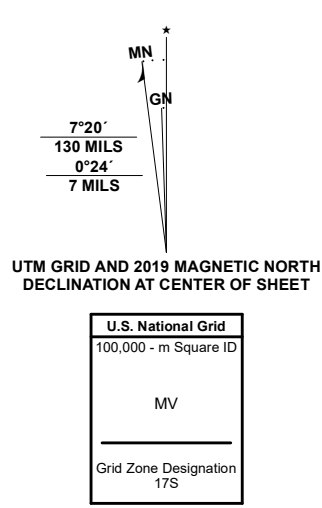 MN
GN
7°20´
130 MILS
0°24´
7 MILS
UTM GRID AND 2019 MAGNETIC NORTH
DECLINATION AT CENTER OF SHEET
U.S. National Grid
100,000 - m Square ID
MV
Grid Zone Designation
17S